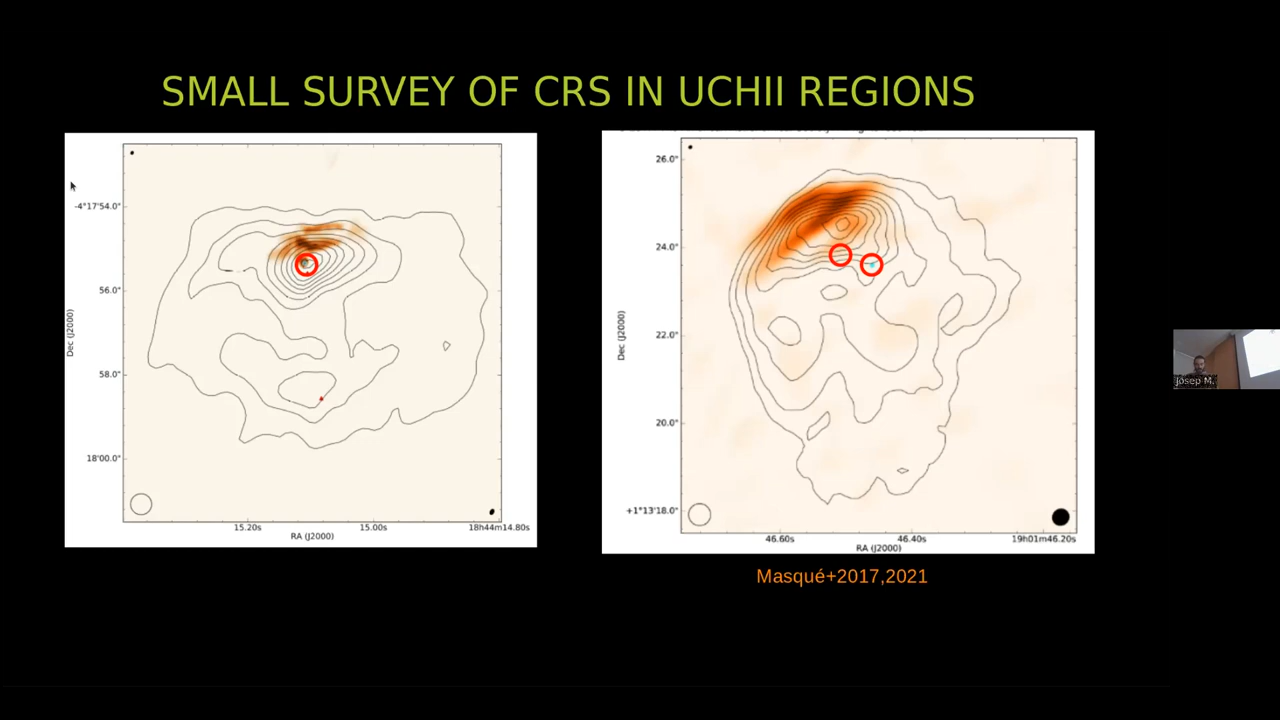 SMALL SURVEY OF CRS IN UCHII REGIONS
-4°17'54.0"
56.0"
58.0"
18'00.0"
Dec (J2000)
15.20s 15.00s 18h44m14.80s
RA (J2000)
26.0"
24.0"
22.0"
20.0"
+1°13'18.0"
Dec (J2000)
46.60s 46.40s 19h01m46.20s
RA (J2000)
Masqué+2017,2021
Josep M.